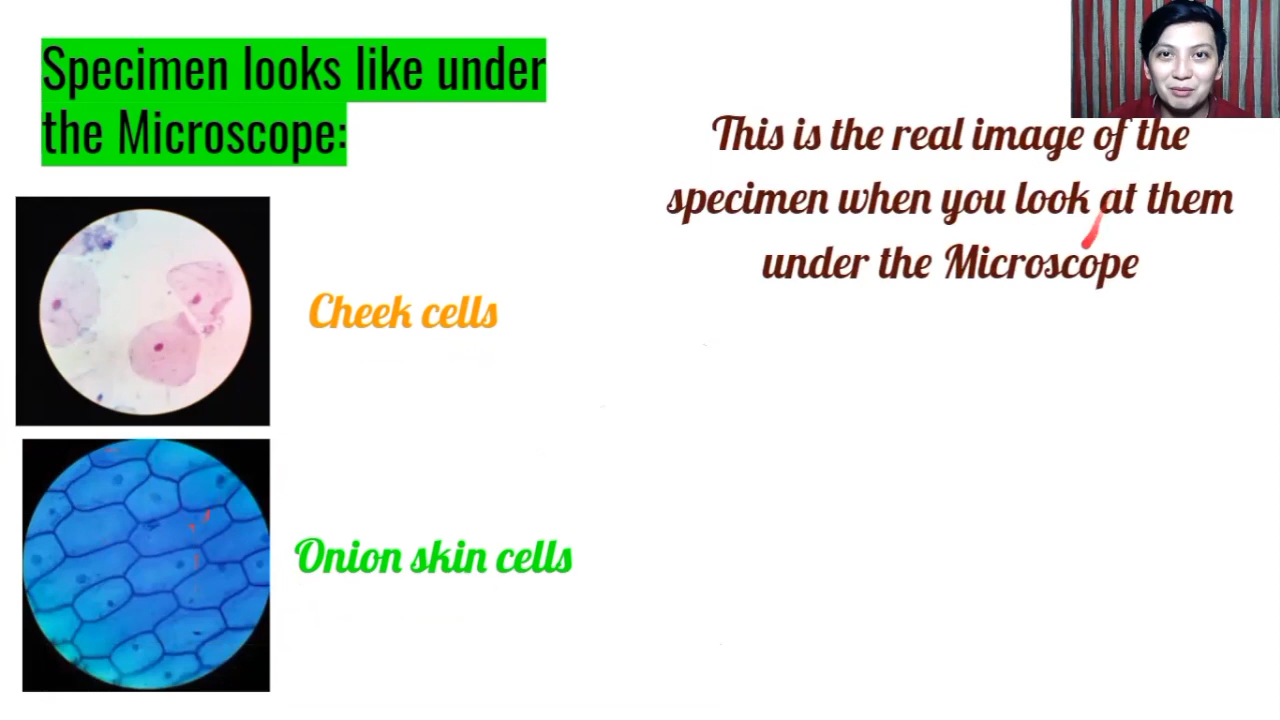 Specimen looks like under
the Microscope:
This is the real image of the
specimen when you look at them
under the Microscope
Cheek cells
Onion skin cells